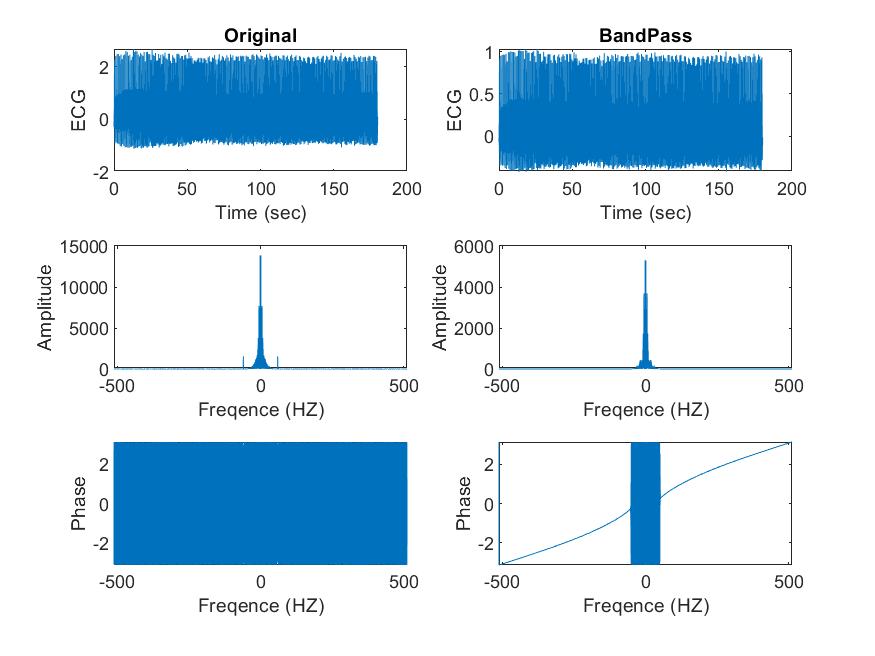 Original
BandPass
2
0
-2
ECG
0 50 100 150 200
Time (sec)
1
0.5
0
ECG
0 50 100 150 200
Time (sec)
15000
10000
5000
0
Amplitude
-500 0 500
Freqence (HZ)
6000
4000
2000
0
Amplitude
-500 0 500
Freqence (HZ)
2
0
-2
Phase
-500 0 500
Freqence (HZ)
2
0
-2
Phase
-500 0 500
Freqence (HZ)